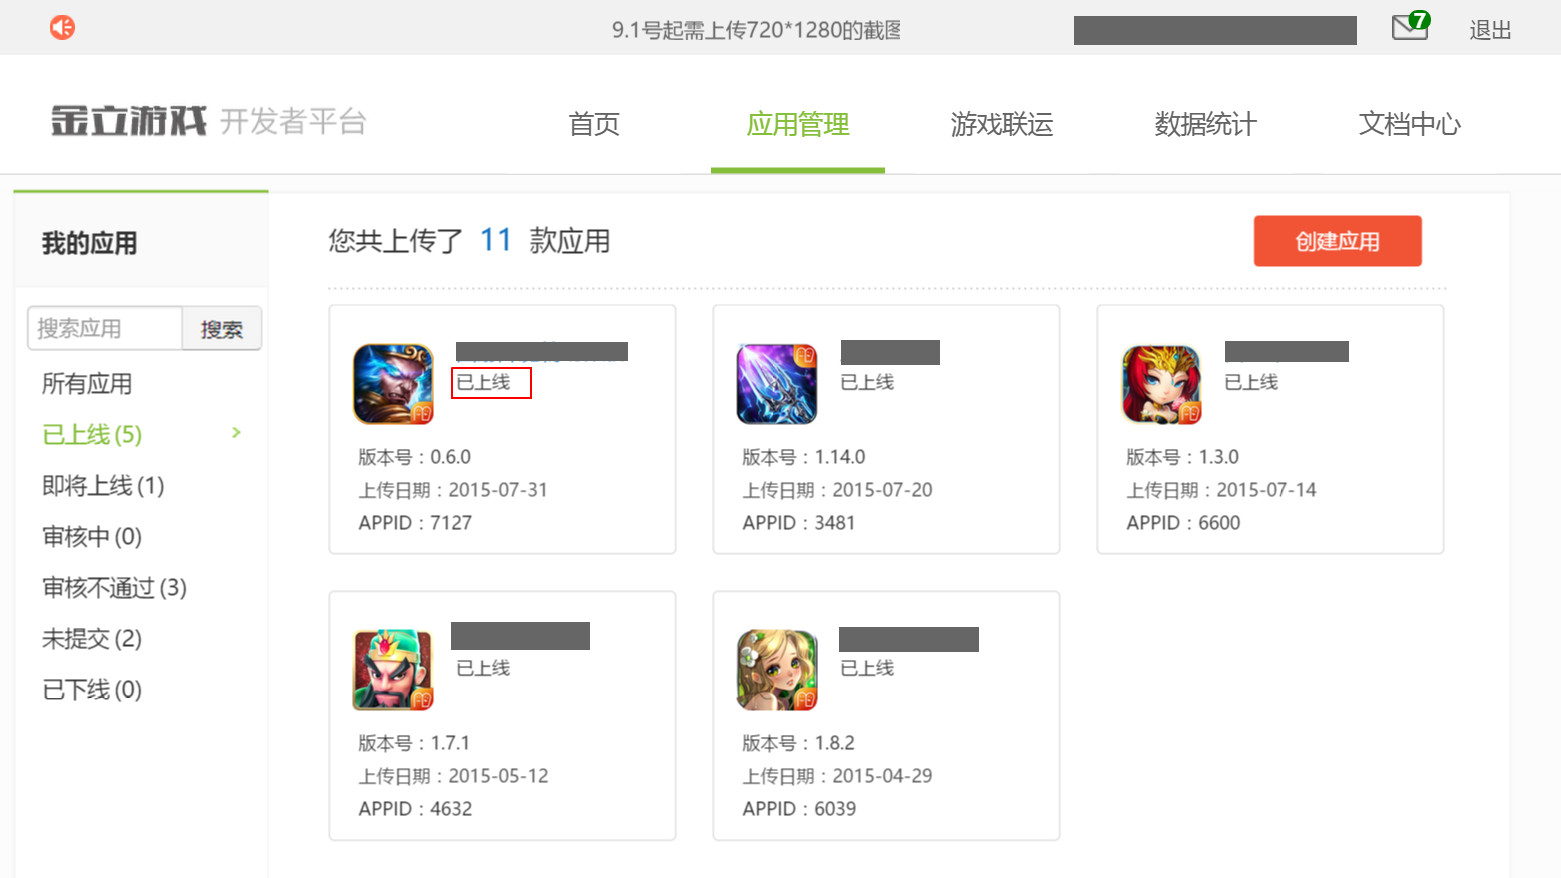 9.1号起需上传720*1280的截图
7
退出
金立游戏 开发者平台
首页
应用管理
游戏联运
数据统计
文档中心
我的应用
搜索应用
搜索
所有应用
已上线 (5)
即将上线 (1)
审核中 (0)
审核不通过 (3)
未提交 (2)
已下线 (0)
您共上传了 11 款应用
创建应用
已上线
版本号：0.6.0
上传日期：2015-07-31
APPID：7127
已上线
版本号：1.14.0
上传日期：2015-07-20
APPID：3481
已上线
版本号：1.3.0
上传日期：2015-07-14
APPID：6600
已上线
版本号：1.7.1
上传日期：2015-05-12
APPID：4632
已上线
版本号：1.8.2
上传日期：2015-04-29
APPID：6039